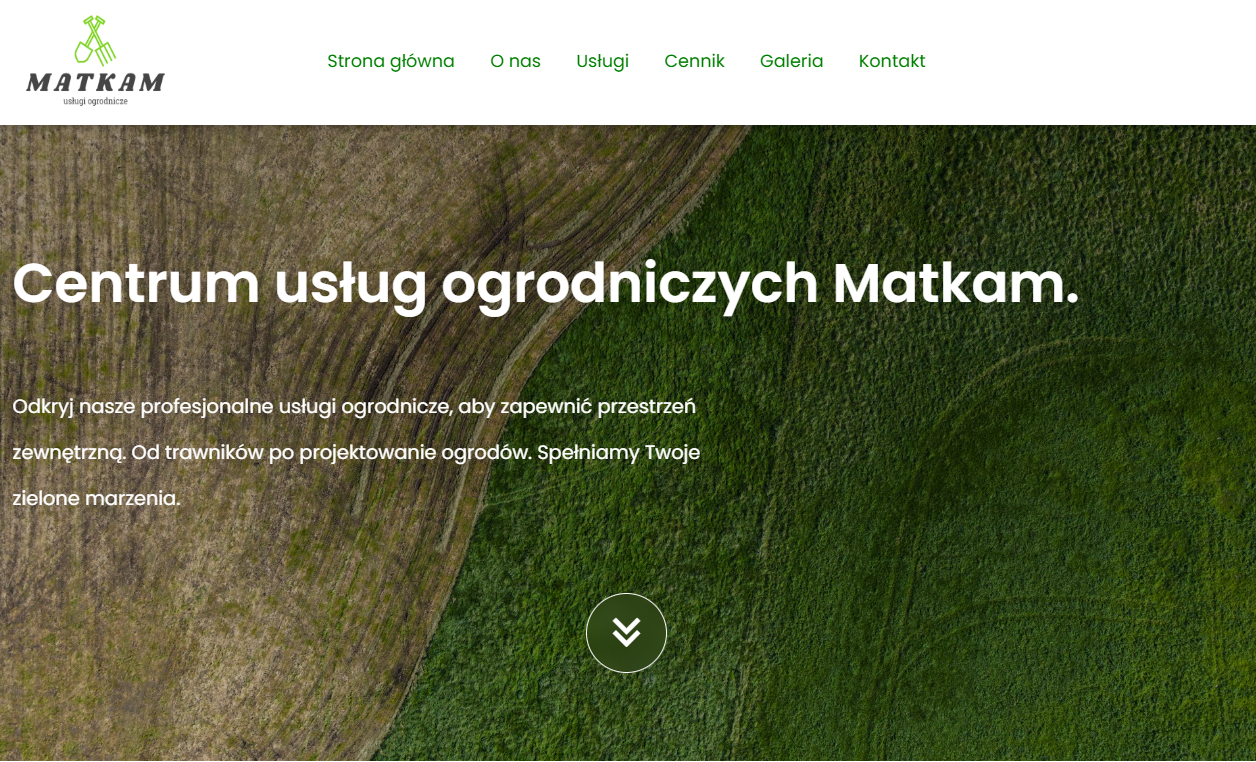 MATKAM
usługi ogrodnicze
Strona główna O nas Usługi Cennik Galeria Kontakt
Centrum usług ogrodniczych Matkam.
Odkryj nasze profesjonalne usługi ogrodnicze, aby zapewnić przestrzeń
zewnętrzną. Od trawników po projektowanie ogrodów. Spełniamy Twoje
zielone marzenia.